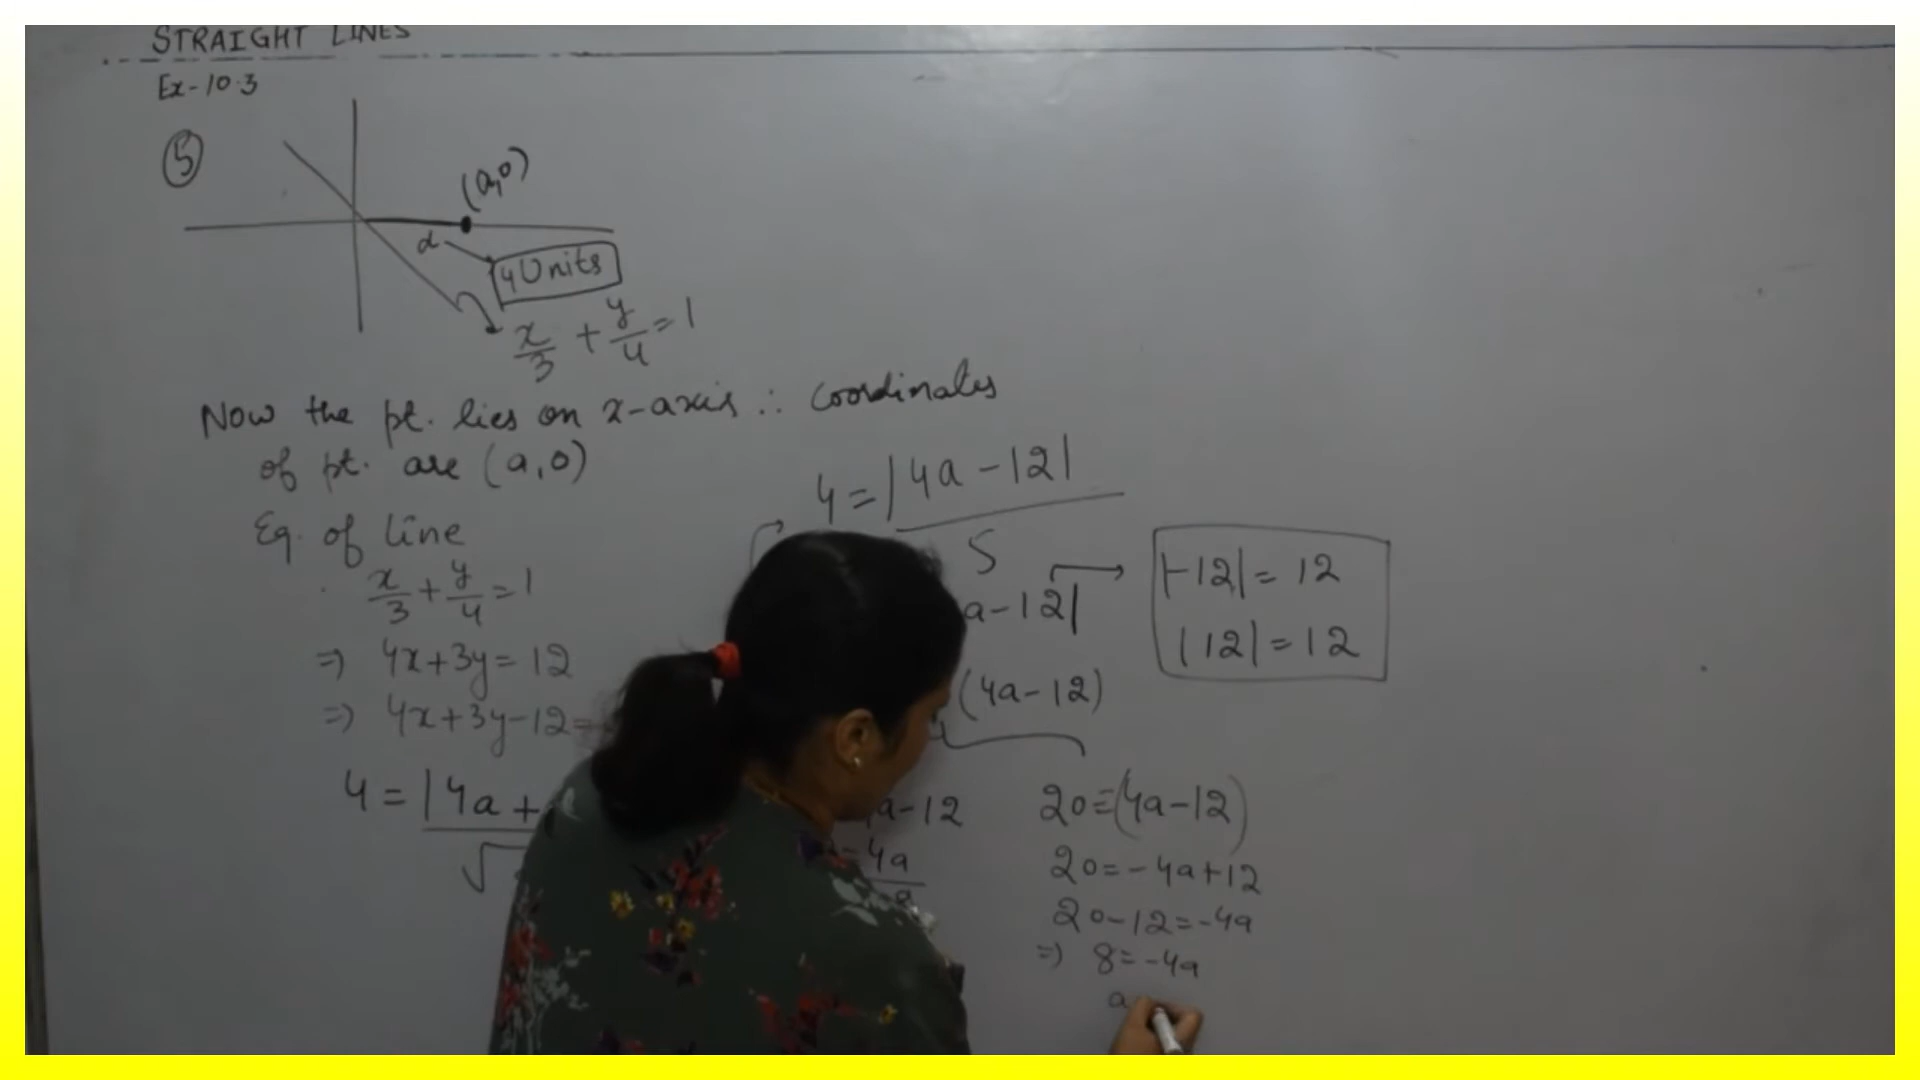 STRAIGHT LINES
Ex-10.3
5
(a,0)
d
4 Units
x/3 + y/4 = 1
Now the pt. lies on x-axis ∴ coordinates
of pt. are (a,0)
Eq. of line
x/3 + y/4 = 1
⇒ 4x+3y=12
⇒ 4x+3y-12=
4 = |4a +
√
4 = |4a-12|
5
a-12|
(4a-12)
a-12
= 4a
|-12| = 12
|12| = 12
20=(4a-12)
20=-4a+12
20-12=-4a
⇒ 8=-4a
a